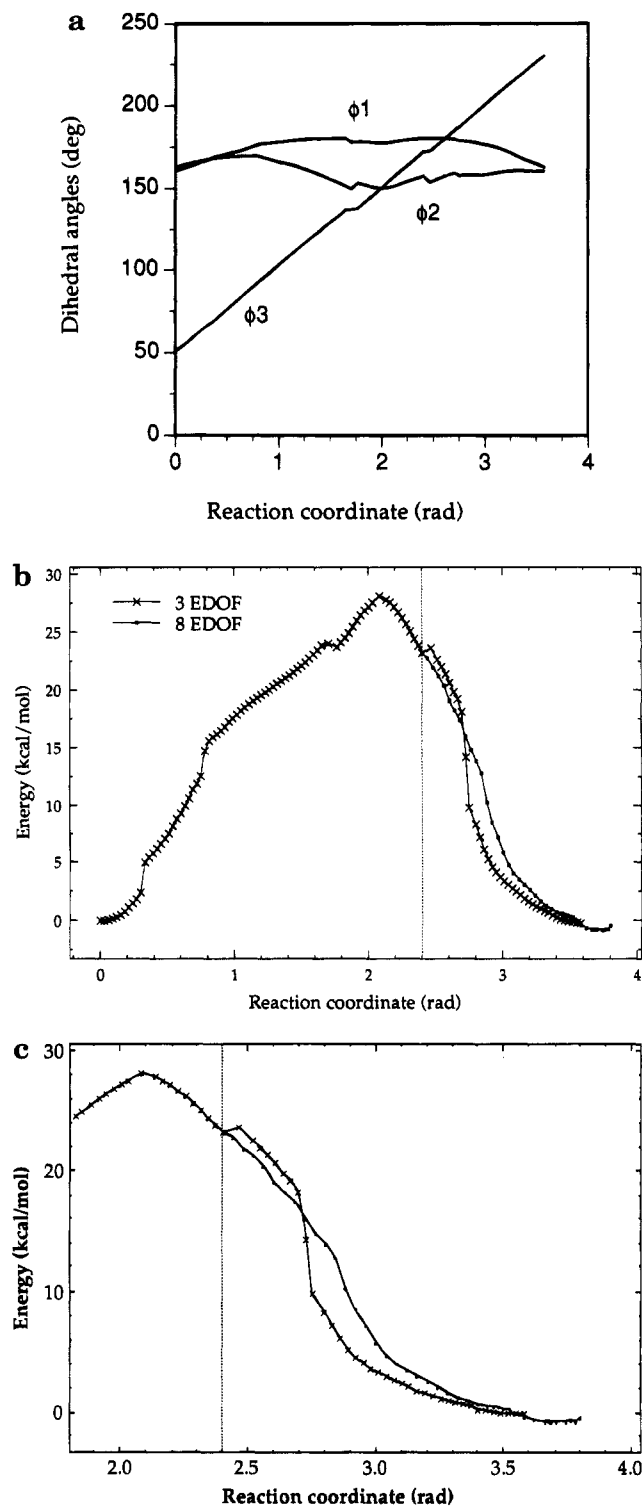 a
250
200
150
100
50
0
Dihedral angles (deg)
ϕ1
ϕ2
ϕ3
0 1 2 3 4
Reaction coordinate (rad)
b
30
25
20
15
10
5
0
Energy (kcal/mol)
3 EDOF
8 EDOF
0 1 2 3 4
Reaction coordinate (rad)
c
30
20
10
0
Energy (kcal/mol)
2.0 2.5 3.0 3.5 4.0
Reaction coordinate (rad)